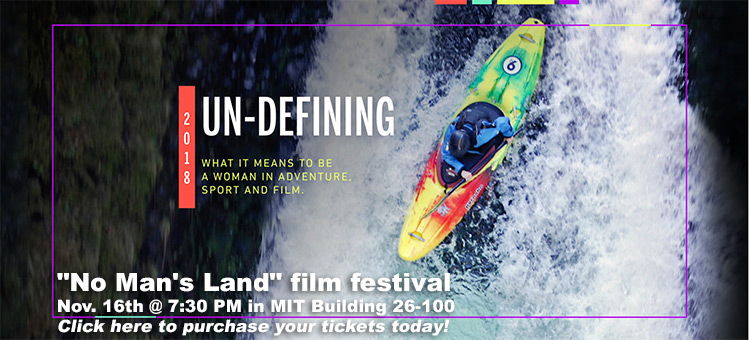 2018
UN-DEFINING
WHAT IT MEANS TO BE
A WOMAN IN ADVENTURE,
SPORT AND FILM.
6
"No Man's Land" film festival
Nov. 16th @ 7:30 PM in MIT Building 26-100
Click here to purchase your tickets today!